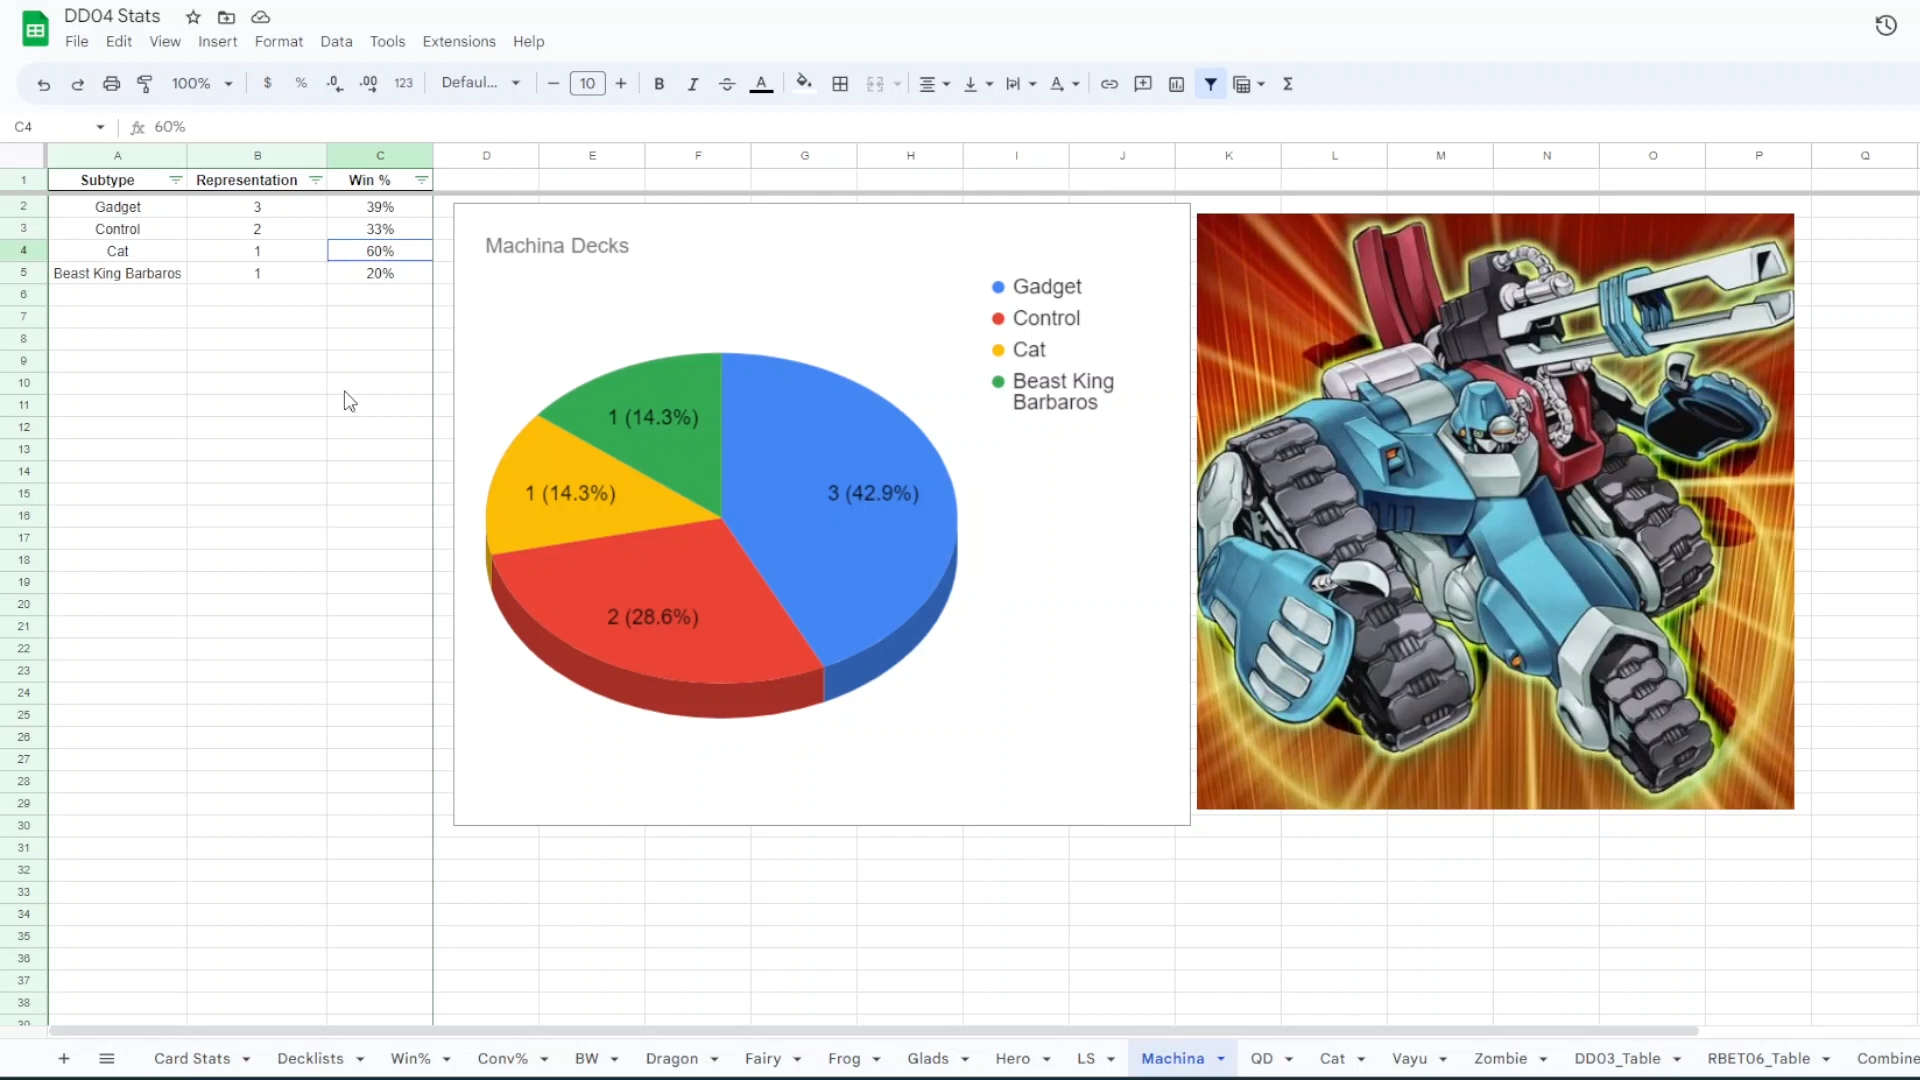 DD04 Stats
File Edit View Insert Format Data Tools Extensions Help
100% $ % .0 .00 123 Defaul... 10 B I A Σ
C4 fx 60%
A B C D E F G H I J K L M N O P Q
1 Subtype Representation Win %
2 Gadget 3 39%
3 Control 2 33%
4 Cat 1 60%
5 Beast King Barbaros 1 20%
6
7
8
9
10
11
12
13
14
15
16
17
18
19
20
21
22
23
24
25
26
27
28
29
30
31
32
33
34
35
36
37
38
39
Machina Decks
Gadget
Control
Cat
Beast King
Barbaros
1 (14.3%)
1 (14.3%)
3 (42.9%)
2 (28.6%)
Card Stats Decklists Win% Conv% BW Dragon Fairy Frog Glads Hero LS Machina QD Cat Vayu Zombie DD03_Table RBET06_Table Combine